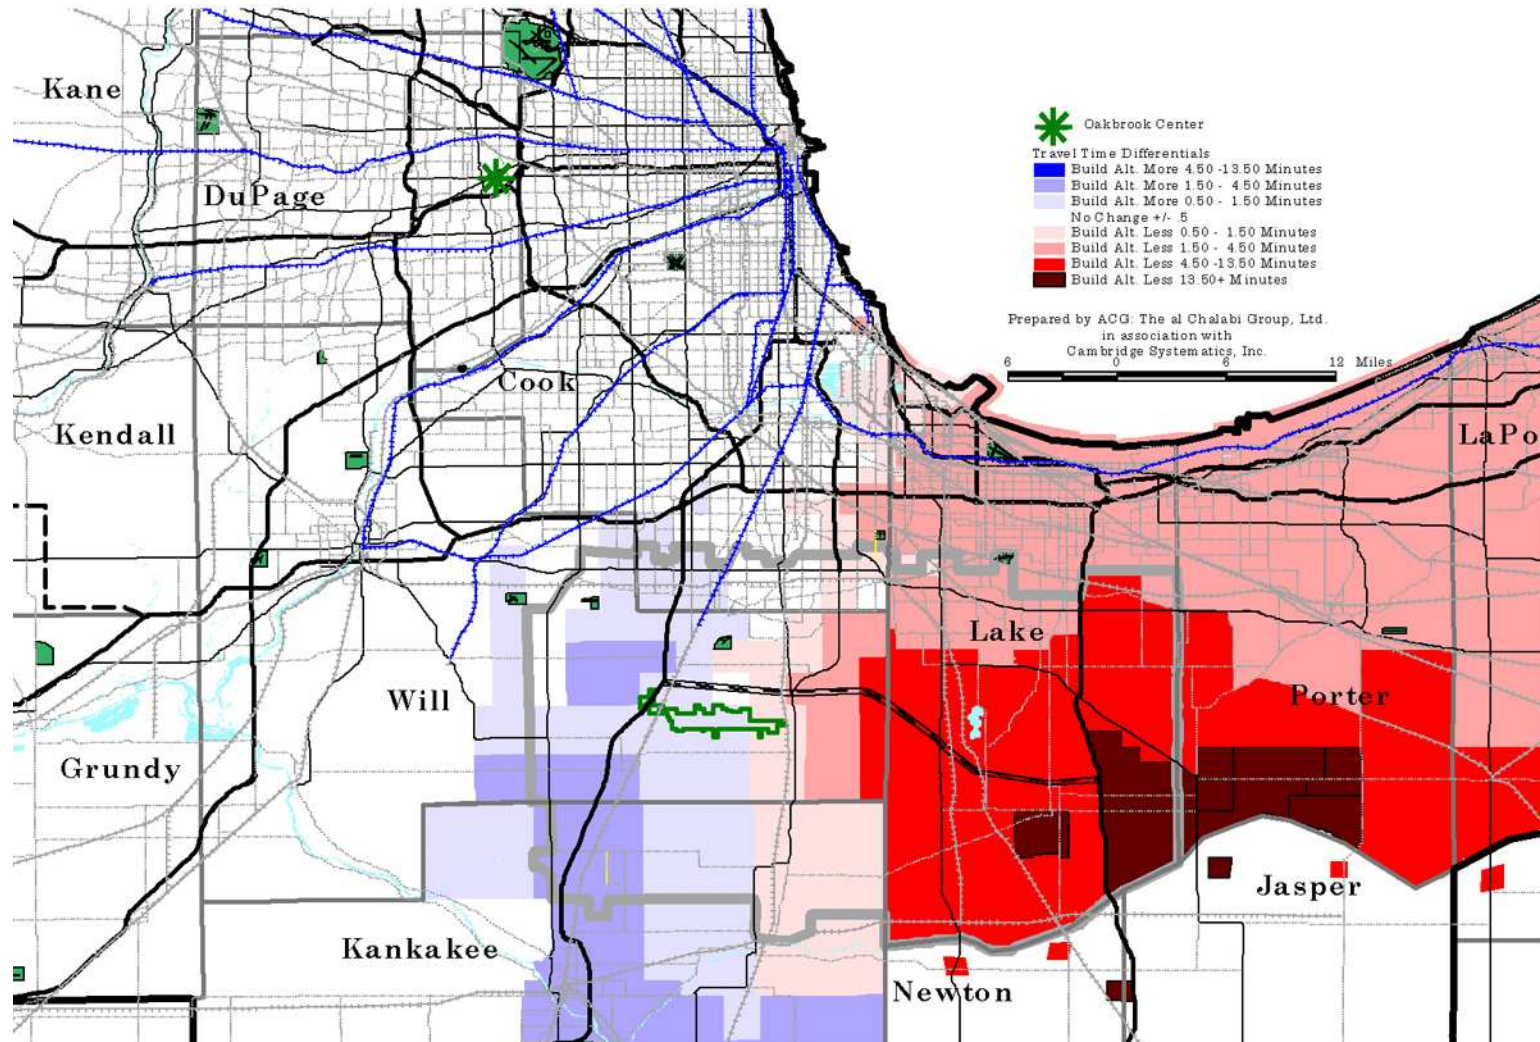 Kane
DuPage
Oakbrook Center
Travel Time Differentials
Build Alt. More 4.50 -13.50 Minutes
Build Alt. More 1.50 - 4.50 Minutes
Build Alt. More 0.50 - 1.50 Minutes
No Change +/- .5
Build Alt. Less 0.50 - 1.50 Minutes
Build Alt. Less 1.50 - 4.50 Minutes
Build Alt. Less 4.50 -13.50 Minutes
Build Alt. Less 13.50+ Minutes
Prepared by ACG: The al Chalabi Group, Ltd.
in association with
Cambridge Systematics, Inc.
6 0 6 12 Miles
Cook
Kendall
LaPo
Lake
Will
Porter
Grundy
Jasper
Kankakee
Newton